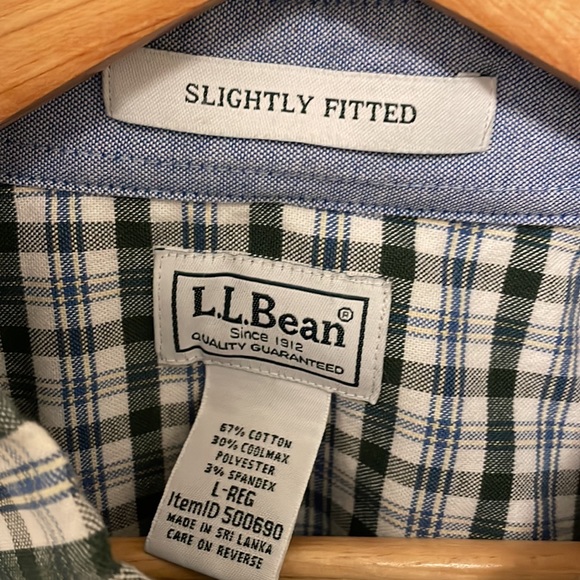 SLIGHTLY FITTED
L.L.Bean®
Since 1912
QUALITY GUARANTEED
67% COTTON
30% COOLMAX
POLYESTER
3% SPANDEX
L-REG
ItemID 500690
MADE IN SRI LANKA
CARE ON REVERSE